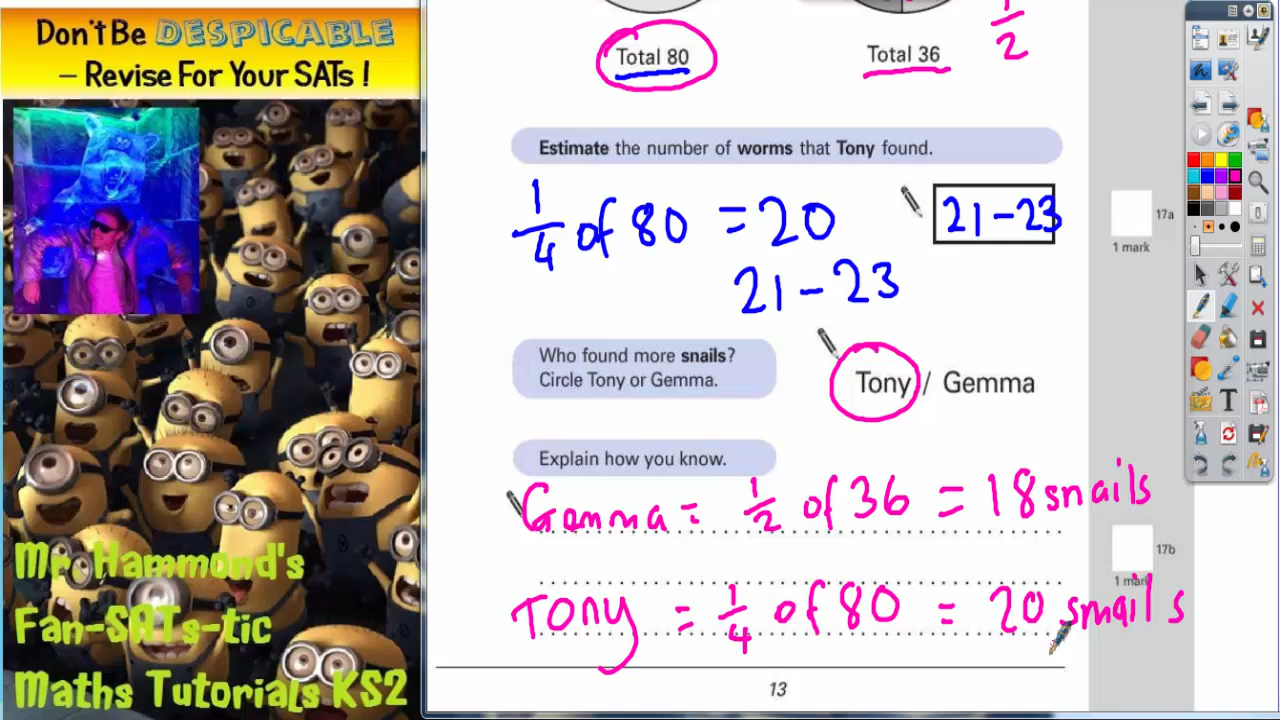 Don't Be DESPICABLE
– Revise For Your SATs !
Mr Hammond's
Fan-SATs-tic
Maths Tutorials KS2
1/2
Total 80
Total 36
Estimate the number of worms that Tony found.
1/4 of 80 = 20
21-23
21-23
17a
1 mark
Who found more snails?
Circle Tony or Gemma.
Tony / Gemma
Explain how you know.
Gemma = 1/2 of 36 = 18 snails
17b
1 mark
Tony = 1/4 of 80 = 20 snails
13